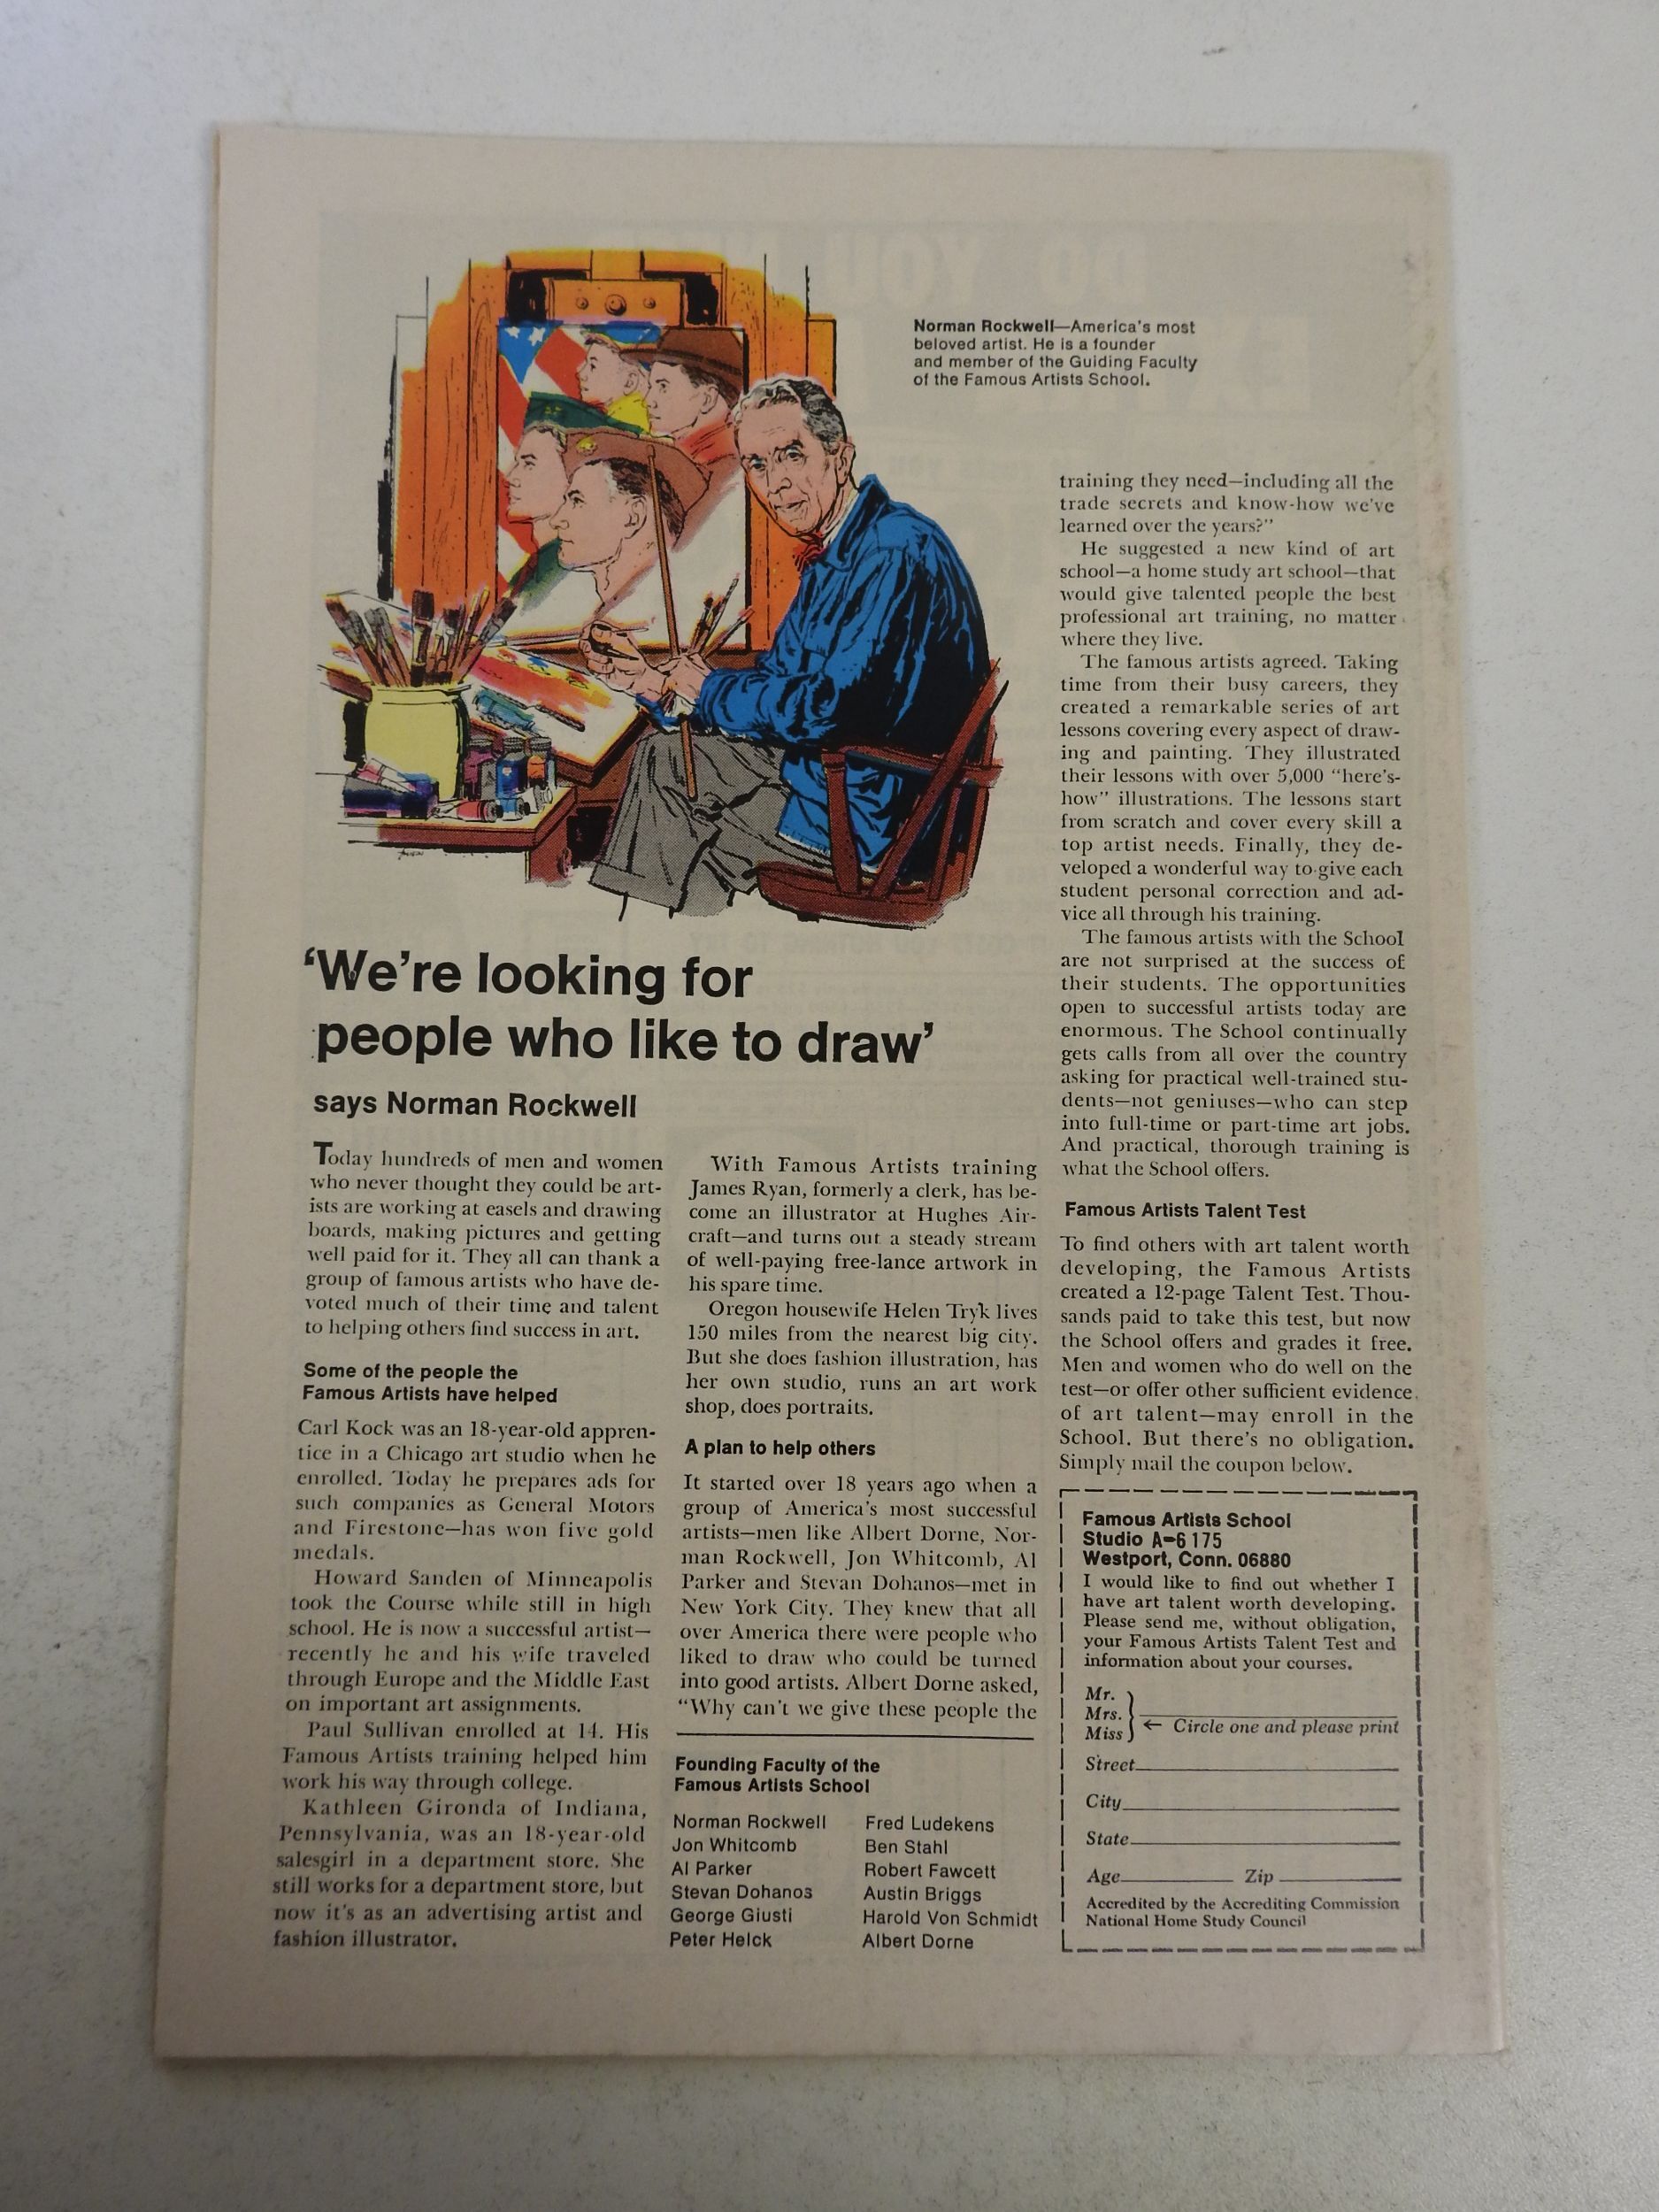 Norman Rockwell—America's most
beloved artist. He is a founder
and member of the Guiding Faculty
of the Famous Artists School.
'We're looking for
people who like to draw'
says Norman Rockwell
Today hundreds of men and women
who never thought they could be art-
ists are working at easels and drawing
boards, making pictures and getting
well paid for it. They all can thank a
group of famous artists who have de-
voted much of their time and talent
to helping others find success in art.
Some of the people the
Famous Artists have helped
Carl Kock was an 18-year-old appren-
tice in a Chicago art studio when he
enrolled. Today he prepares ads for
such companies as General Motors
and Firestone—has won five gold
medals.
Howard Sanden of Minneapolis
took the Course while still in high
school. He is now a successful artist—
recently he and his wife traveled
through Europe and the Middle East
on important art assignments.
Paul Sullivan enrolled at 14. His
Famous Artists training helped him
work his way through college.
Kathleen Gironda of Indiana,
Pennsylvania, was an 18-year-old
salesgirl in a department store. She
still works for a department store, but
now it's as an advertising artist and
fashion illustrator.
With Famous Artists training
James Ryan, formerly a clerk, has be-
come an illustrator at Hughes Air-
craft—and turns out a steady stream
of well-paying free-lance artwork in
his spare time.
Oregon housewife Helen Tryk lives
150 miles from the nearest big city.
But she does fashion illustration, has
her own studio, runs an art work
shop, does portraits.
A plan to help others
It started over 18 years ago when a
group of America's most successful
artists—men like Albert Dorne, Nor-
man Rockwell, Jon Whitcomb, Al
Parker and Stevan Dohanos—met in
New York City. They knew that all
over America there were people who
liked to draw who could be turned
into good artists. Albert Dorne asked,
"Why can't we give these people the
Founding Faculty of the
Famous Artists School
Norman Rockwell
Jon Whitcomb
Al Parker
Stevan Dohanos
George Giusti
Peter Helck
Fred Ludekens
Ben Stahl
Robert Fawcett
Austin Briggs
Harold Von Schmidt
Albert Dorne
training they need—including all the
trade secrets and know-how we've
learned over the years?"
He suggested a new kind of art
school—a home study art school—that
would give talented people the best
professional art training, no matter
where they live.
The famous artists agreed. Taking
time from their busy careers, they
created a remarkable series of art
lessons covering every aspect of draw-
ing and painting. They illustrated
their lessons with over 5,000 "here's-
how" illustrations. The lessons start
from scratch and cover every skill a
top artist needs. Finally, they de-
veloped a wonderful way to give each
student personal correction and ad-
vice all through his training.
The famous artists with the School
are not surprised at the success of
their students. The opportunities
open to successful artists today are
enormous. The School continually
gets calls from all over the country
asking for practical well-trained stu-
dents—not geniuses—who can step
into full-time or part-time art jobs.
And practical, thorough training is
what the School offers.
Famous Artists Talent Test
To find others with art talent worth
developing, the Famous Artists
created a 12-page Talent Test. Thou-
sands paid to take this test, but now
the School offers and grades it free.
Men and women who do well on the
test—or offer other sufficient evidence
of art talent—may enroll in the
School. But there's no obligation.
Simply mail the coupon below.
Famous Artists School
Studio A-6175
Westport, Conn. 06880
I would like to find out whether I
have art talent worth developing.
Please send me, without obligation,
your Famous Artists Talent Test and
information about your courses.
Mr.
Mrs.
Miss
← Circle one and please print
Street
City
State
Age Zip
Accredited by the Accrediting Commission
National Home Study Council